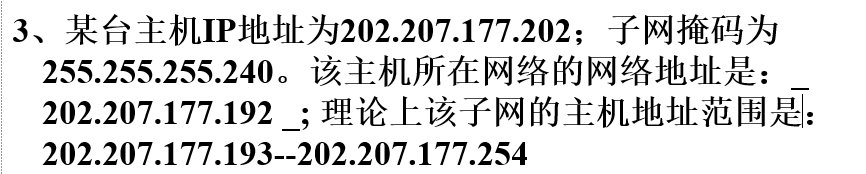 3、某台主机IP地址为202.207.177.202；子网掩码为
255.255.255.240。该主机所在网络的网络地址是：_
202.207.177.192 _; 理论上该子网的主机地址范围是：
202.207.177.193--202.207.177.254